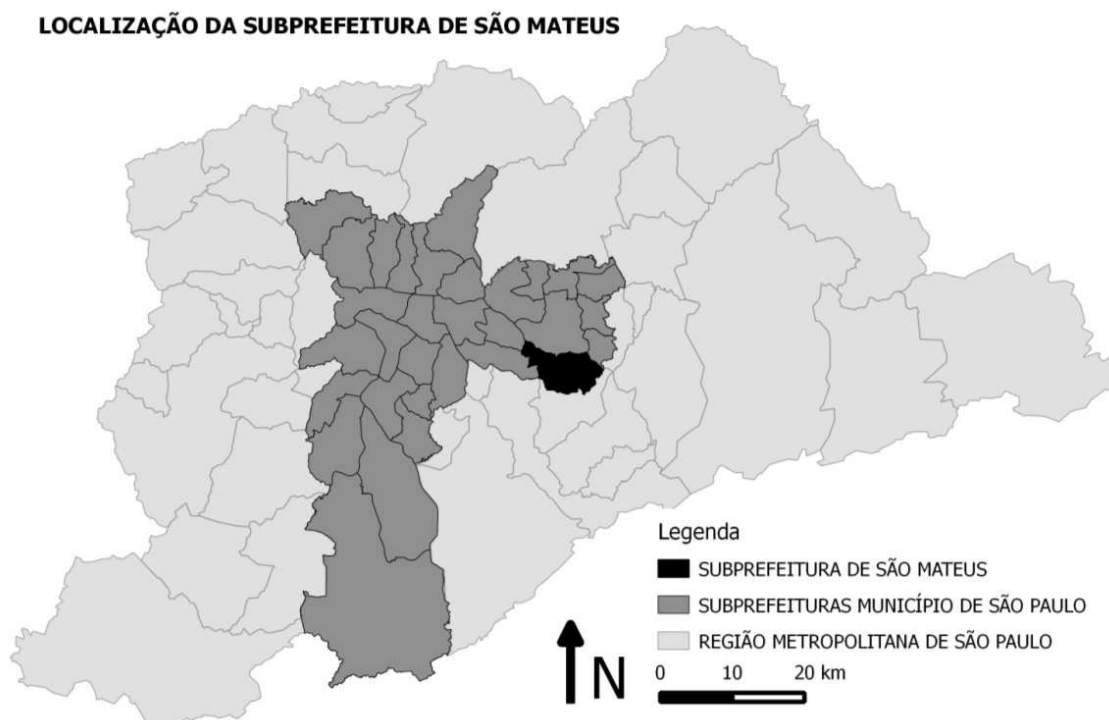 LOCALIZAÇÃO DA SUBPREFEITURA DE SÃO MATEUS
Legenda
SUBPREFEITURA DE SÃO MATEUS
SUBPREFEITURAS MUNICÍPIO DE SÃO PAULO
REGIÃO METROPOLITANA DE SÃO PAULO
N
0 10 20 km